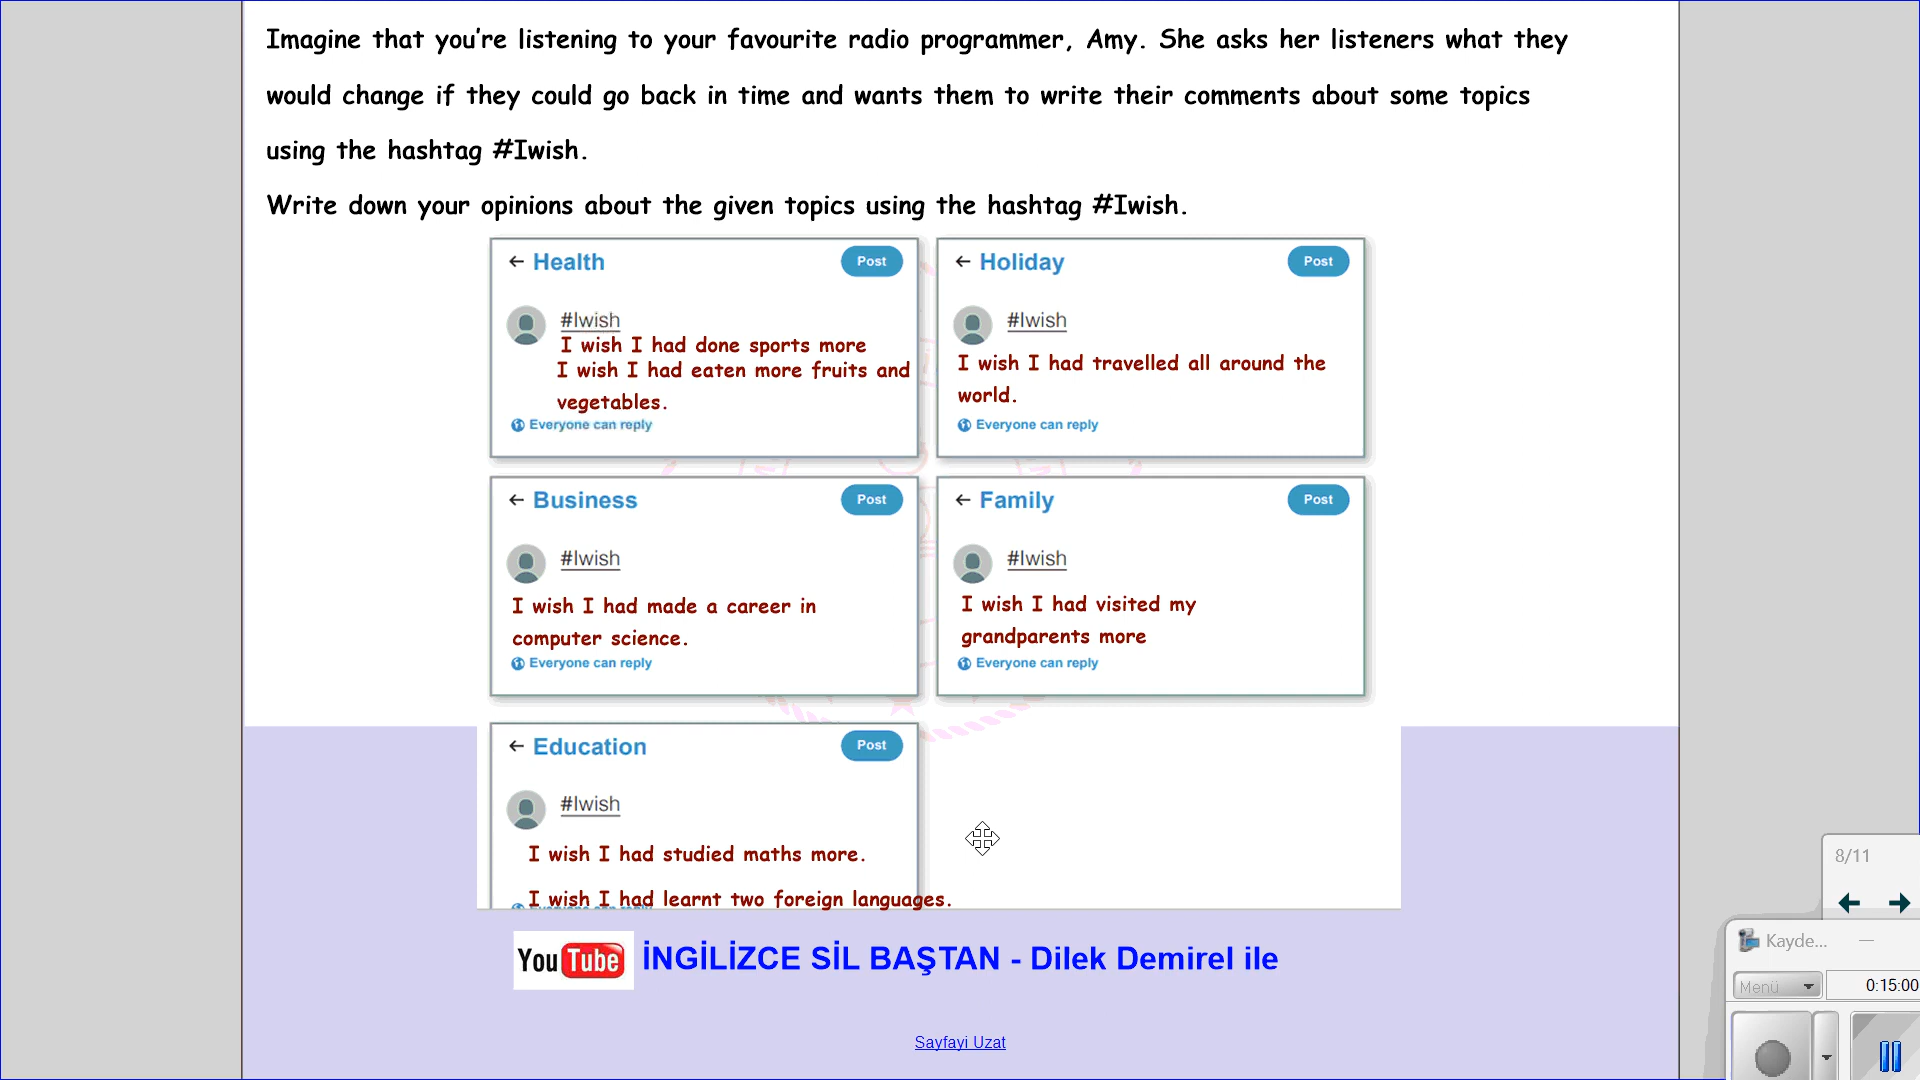 Imagine that you're listening to your favourite radio programmer, Amy. She asks her listeners what they
would change if they could go back in time and wants them to write their comments about some topics
using the hashtag #Iwish.
Write down your opinions about the given topics using the hashtag #Iwish.
← Health Post
#Iwish
I wish I had done sports more
I wish I had eaten more fruits and
vegetables.
Everyone can reply
← Holiday Post
#Iwish
I wish I had travelled all around the
world.
Everyone can reply
← Business Post
#Iwish
I wish I had made a career in
computer science.
Everyone can reply
← Family Post
#Iwish
I wish I had visited my
grandparents more
Everyone can reply
← Education Post
#Iwish
I wish I had studied maths more.
I wish I had learnt two foreign languages.
YouTube İNGİLİZCE SİL BAŞTAN - Dilek Demirel ile
Sayfayi Uzat
8/11
Kayde...
Menü 0:15:00